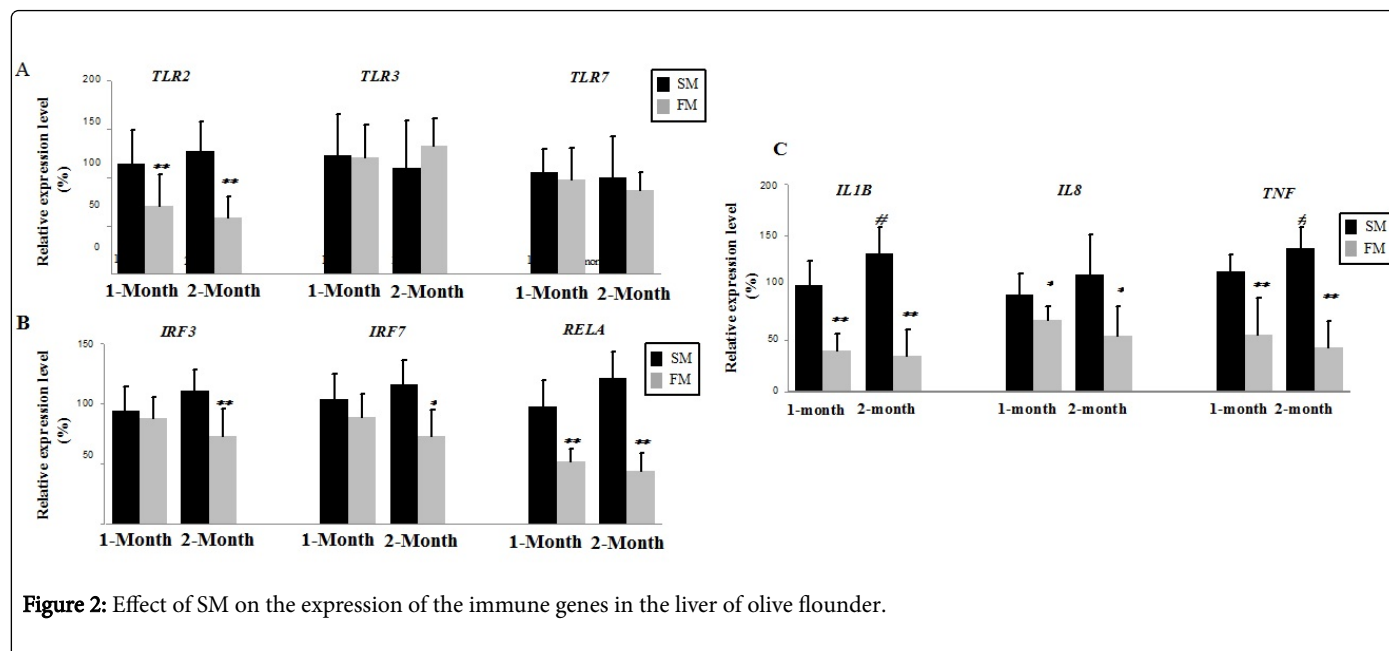 A
TLR2 TLR3 TLR7
SM
FM
200
150
100
50
0
Relative expression level
(%)
1-Month 2-Month 1-Month 2-Month 1-Month 2-Month
** **
B
IRF3 IRF7 RELA
SM
FM
150
100
50
Relative expression level
(%)
** * ** **
1-Month 2-Month 1-Month 2-Month 1-Month 2-Month
C
IL1B IL8 TNF
SM
FM
200
150
100
50
0
Relative expression level
(%)
# #
** ** * * ** **
1-month 2-month 1-month 2-month 1-month 2-month
Figure 2: Effect of SM on the expression of the immune genes in the liver of olive flounder.